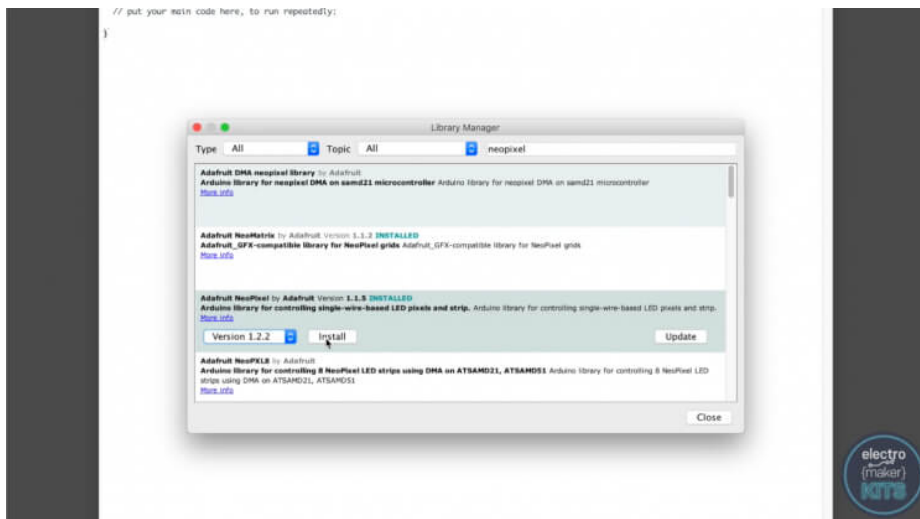 // put your main code here, to run repeatedly:
}
Library Manager
Type All Topic All neopixel
Adafruit DMA neopixel library by Adafruit
Arduino library for neopixel DMA on samd21 microcontroller Arduino library for neopixel DMA on samd21 microcontroller
More info
Adafruit NeoMatrix by Adafruit Version 1.1.2 INSTALLED
Adafruit_GFX-compatible library for NeoPixel grids Adafruit_GFX-compatible library for NeoPixel grids
More info
Adafruit NeoPixel by Adafruit Version 1.1.5 INSTALLED
Arduino library for controlling single-wire-based LED pixels and strip. Arduino library for controlling single-wire-based LED pixels and strip.
More info
Version 1.2.2 Install Update
Adafruit NeoPXL8 by Adafruit
Arduino library for controlling 8 NeoPixel LED strips using DMA on ATSAMD21, ATSAMD51 Arduino library for controlling 8 NeoPixel LED
strips using DMA on ATSAMD21, ATSAMD51
More info
Close
electro
{maker}
KITS